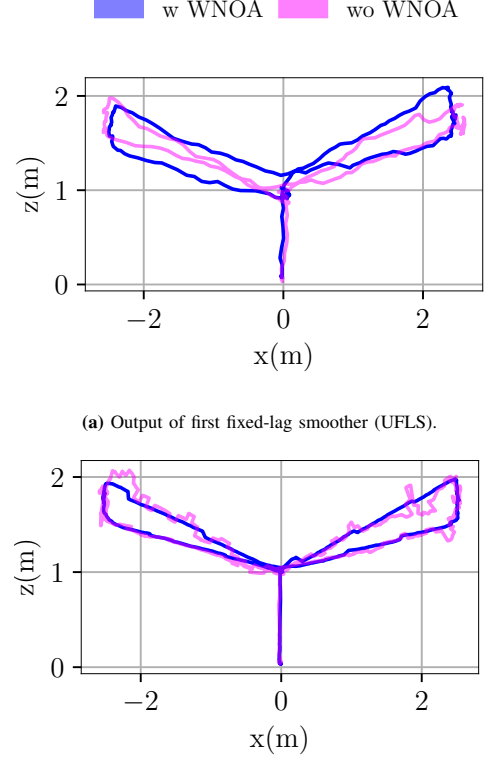 w WNOA wo WNOA
2
1
0
z(m)
−2 0 2
x(m)
(a) Output of first fixed-lag smoother (UFLS).
2
1
0
z(m)
−2 0 2
x(m)